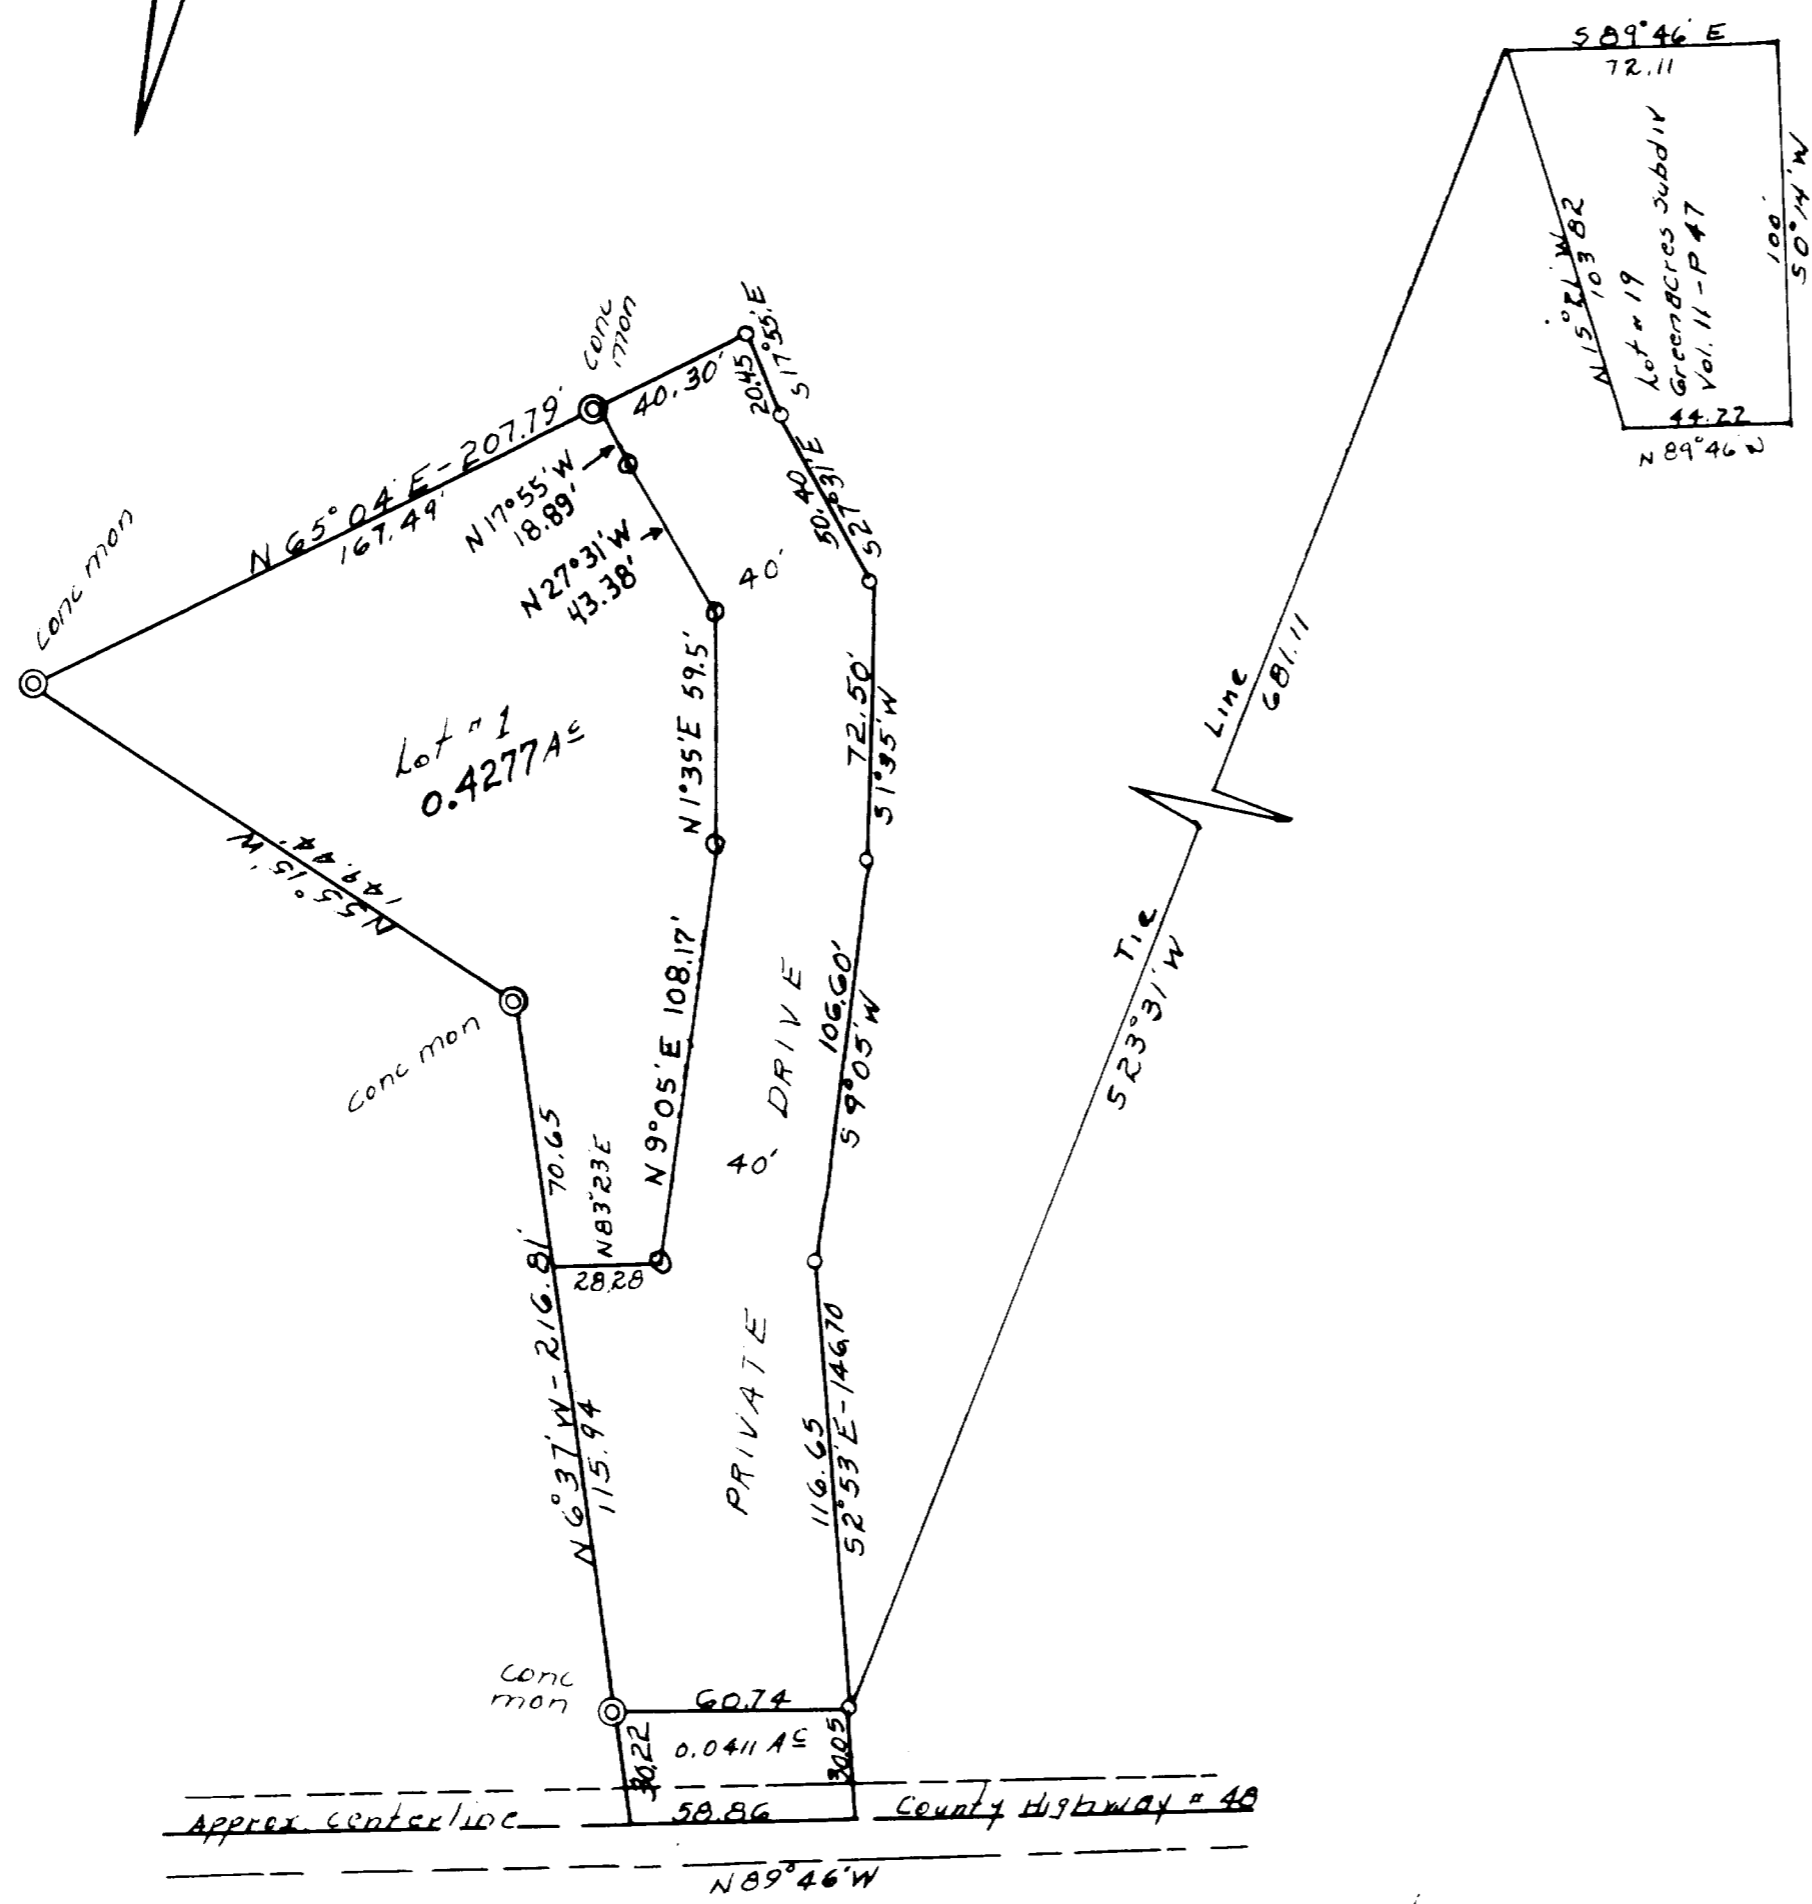 S 89°46' E
72.11
100'
S 0°14' W
N 15°21' W
103 82
Lot # 19
Greenacres Subdiv
Vol. 11 - P 47
44.22
N 89°46 W
Line
681.11
Tie
S 23°31' W
conc
mon
40.30'
20.45
S 17°55' E
N 65°04' E - 207.79'
167.49'
N 17°55' W
18.89'
N 27°31' W
43.38'
50.40
S 27°31' E
40'
conc mon
Lot # 1
0.4277 Ac
N 1°35' E 59.5'
72.50'
S 1°35' W
N 55°15' W
149.44'
conc mon
N 9°05' E 108.17'
106.60'
S 9°05' W
40' DRIVE
PRIVATE
70.65
N 83°23 E
28.28
N 6°37' W - 216.81'
115.94
116.65
S 2°53' E - 146.70
conc
mon
60.74
30.22
0.0411 Ac
30.05
58.86
Approx. centerline County Highway # 48
N 89°46' W